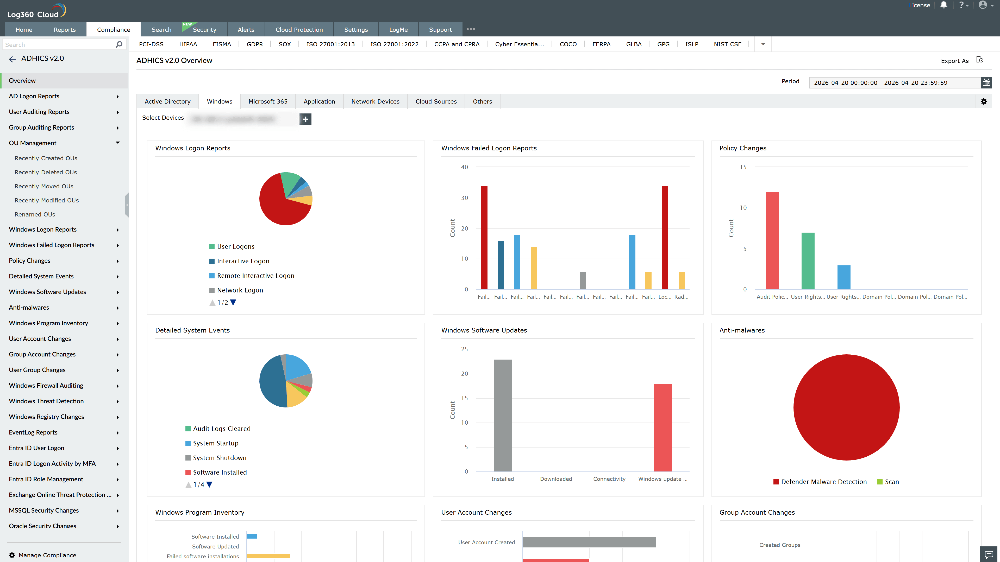 Log360 Cloud
License
?
Home
Reports
Compliance
Search
NEW
Security
Alerts
Cloud Protection
Settings
LogMe
Support
Search
PCI-DSS
HIPAA
FISMA
GDPR
SOX
ISO 27001:2013
ISO 27001:2022
CCPA and CPRA
Cyber Essentia...
COCO
FERPA
GLBA
GPG
ISLP
NIST CSF
ADHICS v2.0
Overview
AD Logon Reports
User Auditing Reports
Group Auditing Reports
OU Management
Recently Created OUs
Recently Deleted OUs
Recently Moved OUs
Recently Modified OUs
Renamed OUs
Windows Logon Reports
Windows Failed Logon Reports
Policy Changes
Detailed System Events
Windows Software Updates
Anti-malwares
Windows Program Inventory
User Account Changes
Group Account Changes
User Group Changes
Windows Firewall Auditing
Windows Threat Detection
Windows Registry Changes
EventLog Reports
Entra ID User Logon
Entra ID Logon Activity by MFA
Entra ID Role Management
Exchange Online Threat Protection ...
MSSQL Security Changes
Oracle Security Changes
Manage Compliance
ADHICS v2.0 Overview
Export As
Period
2026-04-20 00:00:00 - 2026-04-20 23:59:59
Active Directory
Windows
Microsoft 365
Application
Network Devices
Cloud Sources
Others
Select Devices
Windows Logon Reports
User Logons
Interactive Logon
Remote Interactive Logon
Network Logon
1/2
Windows Failed Logon Reports
40
30
20
10
0
Count
Fail... Fail... Fail... Fail... Fail... Fail... Fail... Fail... Fail... Fail... Fail... Loc... Rad...
Policy Changes
15
10
5
0
Count
Audit Polic... User Rights... User Rights... Domain Pol... Domain Pol... Domain Pol...
Detailed System Events
Audit Logs Cleared
System Startup
System Shutdown
Software Installed
1/4
Windows Software Updates
25
20
15
10
5
0
Count
Installed
Downloaded
Connectivity
Windows update ...
Anti-malwares
Defender Malware Detection
Scan
Windows Program Inventory
Software Installed
Software Updated
Failed software installations
User Account Changes
User Account Created
Group Account Changes
Created Groups